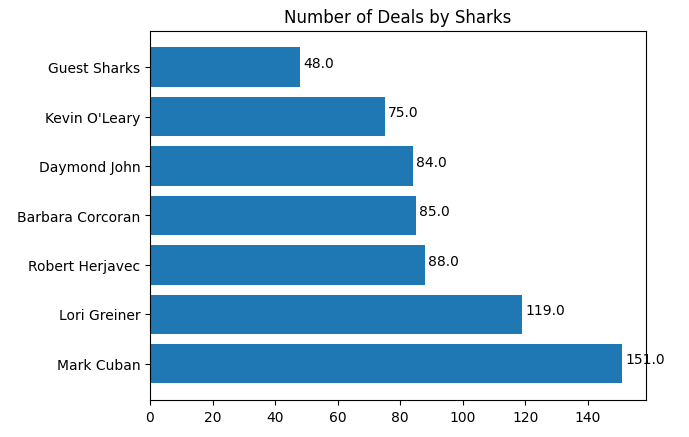 Number of Deals by Sharks
Guest Sharks 48.0
Kevin O'Leary 75.0
Daymond John 84.0
Barbara Corcoran 85.0
Robert Herjavec 88.0
Lori Greiner 119.0
Mark Cuban 151.0
0 20 40 60 80 100 120 140